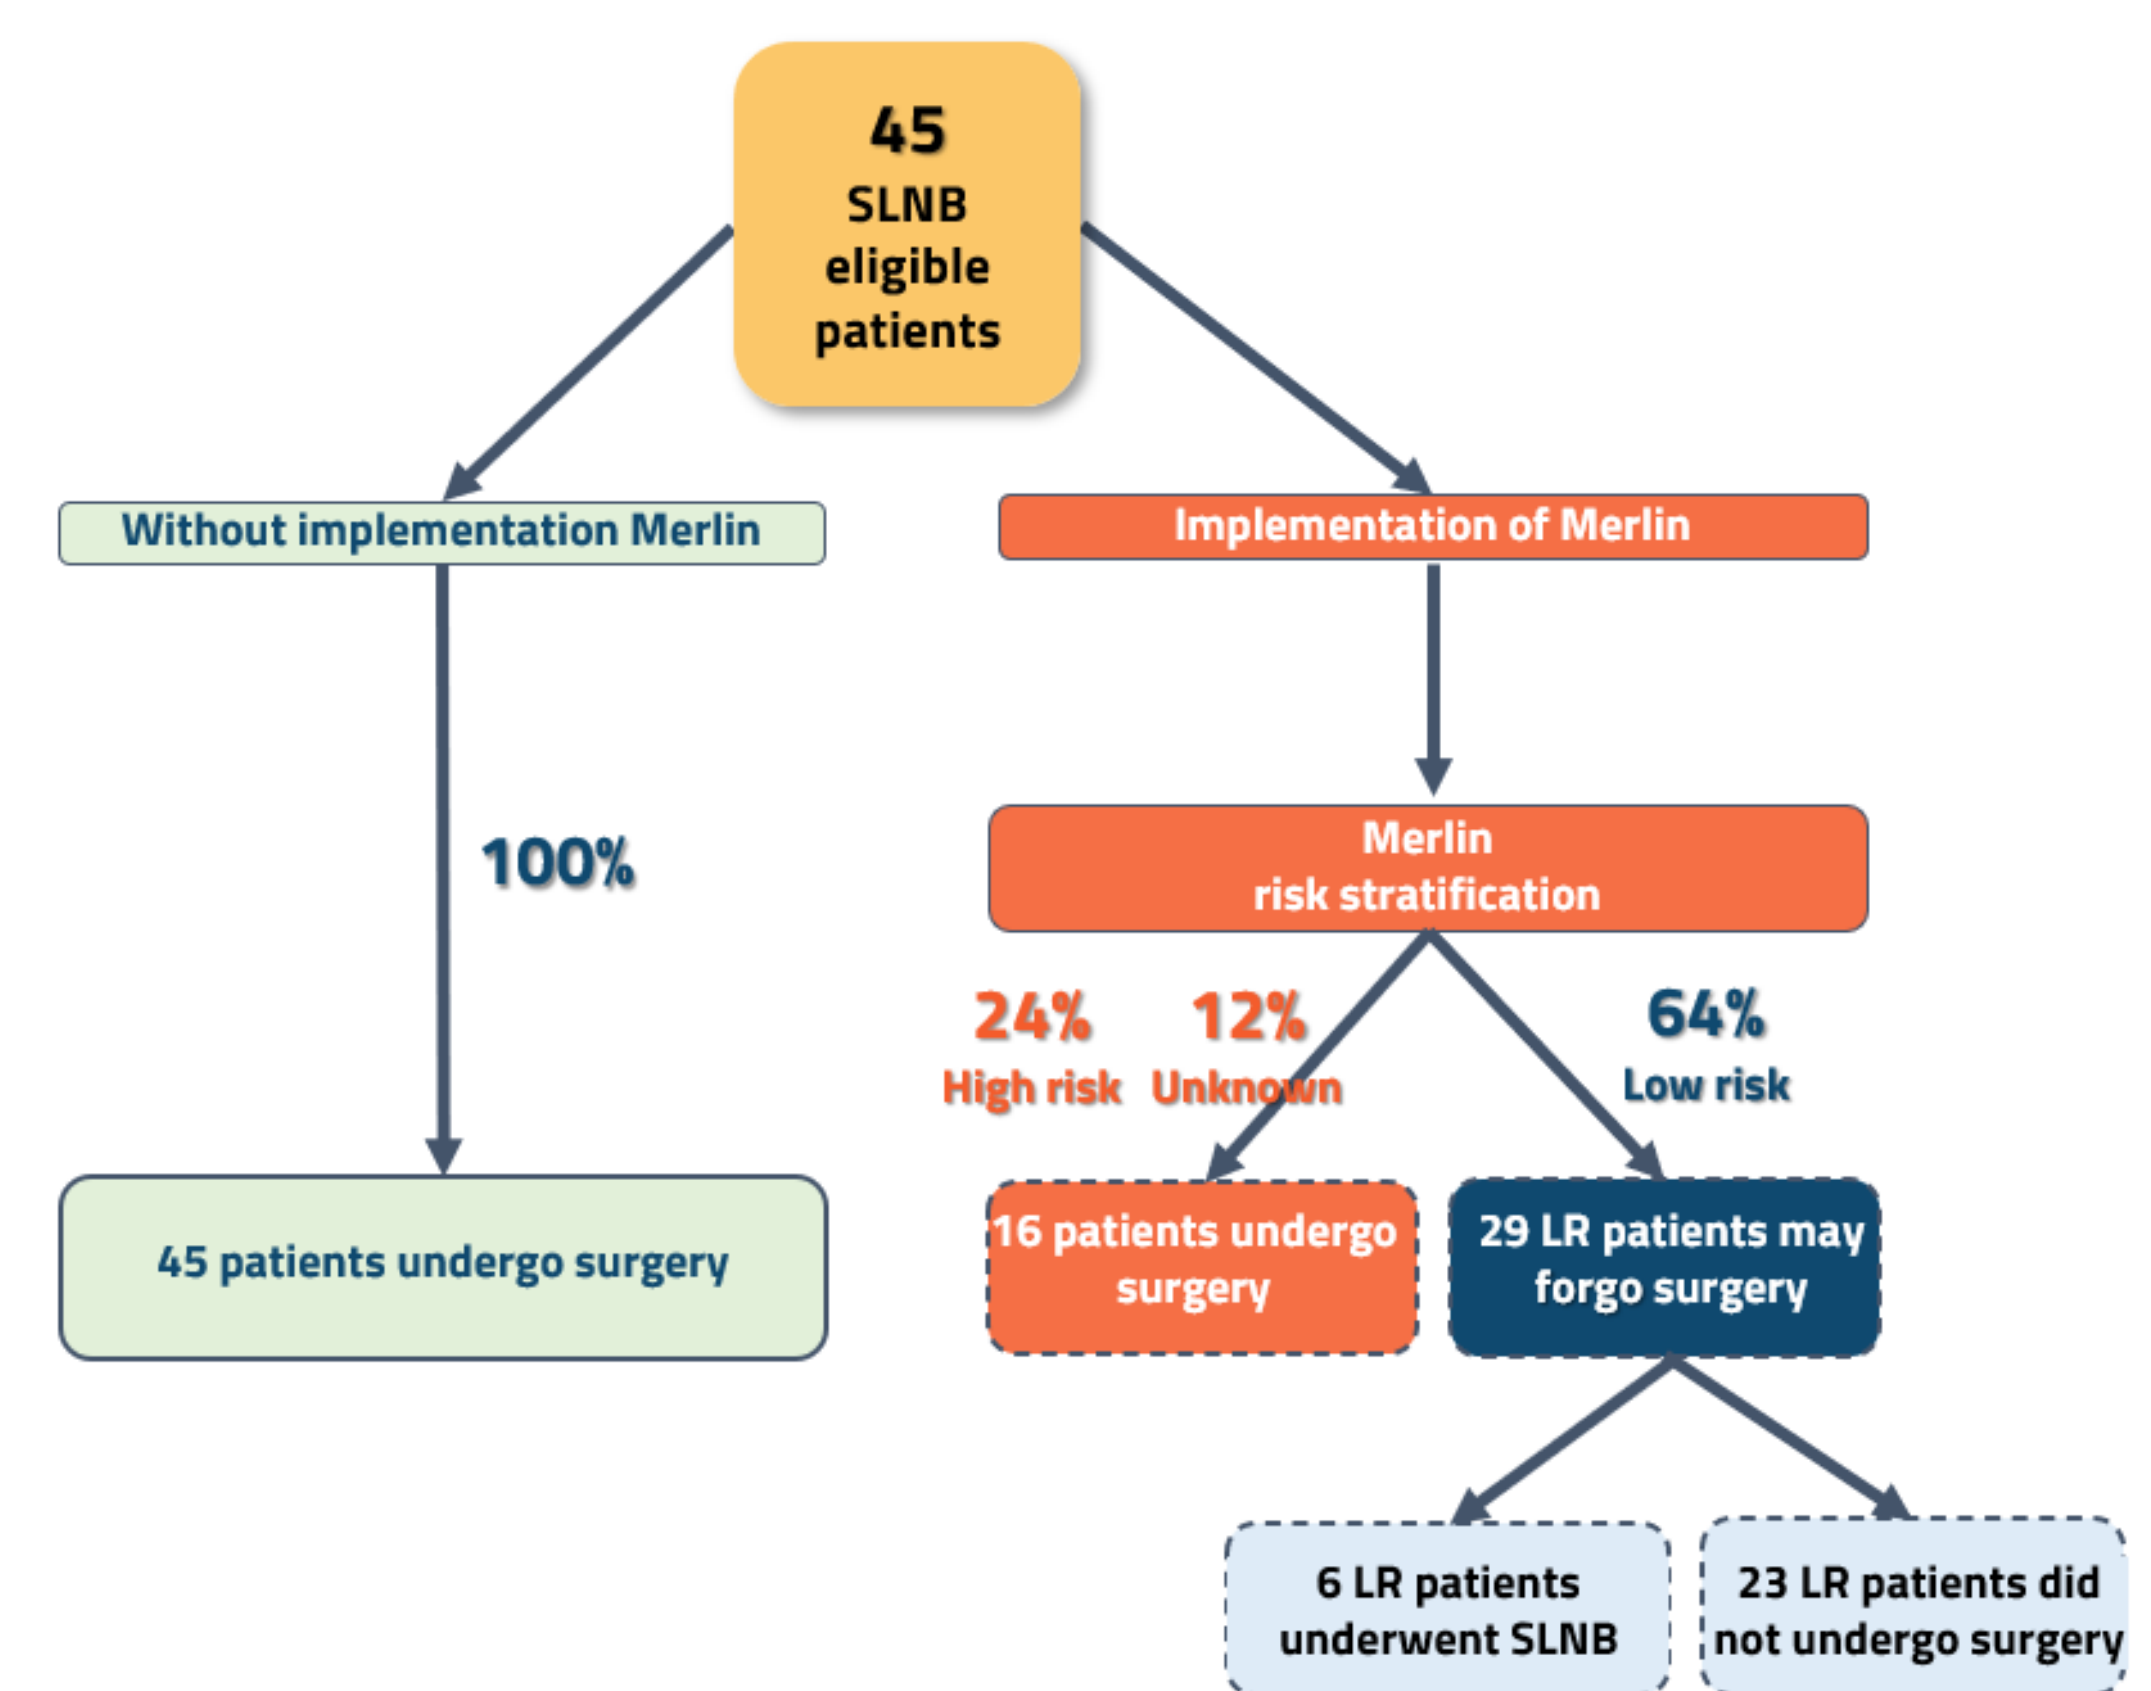 45
SLNB
eligible
patients
Without implementation Merlin
Implementation of Merlin
100%
Merlin
risk stratification
24%
High risk
12%
Unknown
64%
Low risk
45 patients undergo surgery
16 patients undergo
surgery
29 LR patients may
forgo surgery
6 LR patients
underwent SLNB
23 LR patients did
not undergo surgery